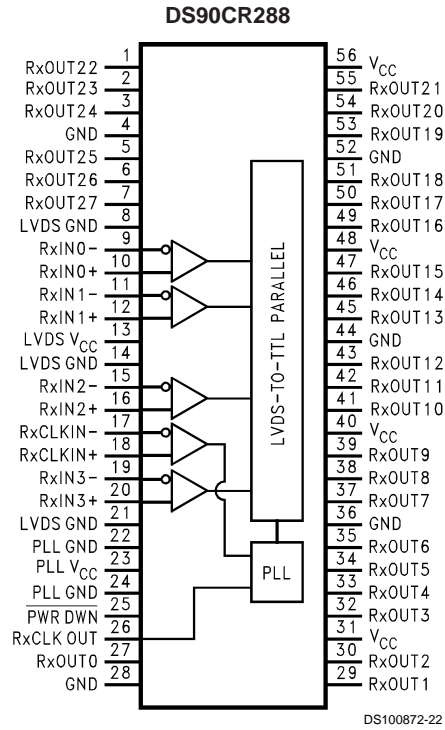 DS90CR288
RxOUT22 1
RxOUT23 2
RxOUT24 3
GND 4
RxOUT25 5
RxOUT26 6
RxOUT27 7
LVDS GND 8
RxIN0- 9
RxIN0+ 10
RxIN1- 11
RxIN1+ 12
LVDS VCC 13
LVDS GND 14
RxIN2- 15
RxIN2+ 16
RxCLKIN- 17
RxCLKIN+ 18
RxIN3- 19
RxIN3+ 20
LVDS GND 21
PLL GND 22
PLL VCC 23
PLL GND 24
PWR DWN 25
RxCLK OUT 26
RxOUT0 27
GND 28
LVDS-TO-TTL PARALLEL
PLL
56 VCC
55 RxOUT21
54 RxOUT20
53 RxOUT19
52 GND
51 RxOUT18
50 RxOUT17
49 RxOUT16
48 VCC
47 RxOUT15
46 RxOUT14
45 RxOUT13
44 GND
43 RxOUT12
42 RxOUT11
41 RxOUT10
40 VCC
39 RxOUT9
38 RxOUT8
37 RxOUT7
36 GND
35 RxOUT6
34 RxOUT5
33 RxOUT4
32 RxOUT3
31 VCC
30 RxOUT2
29 RxOUT1
DS100872-22